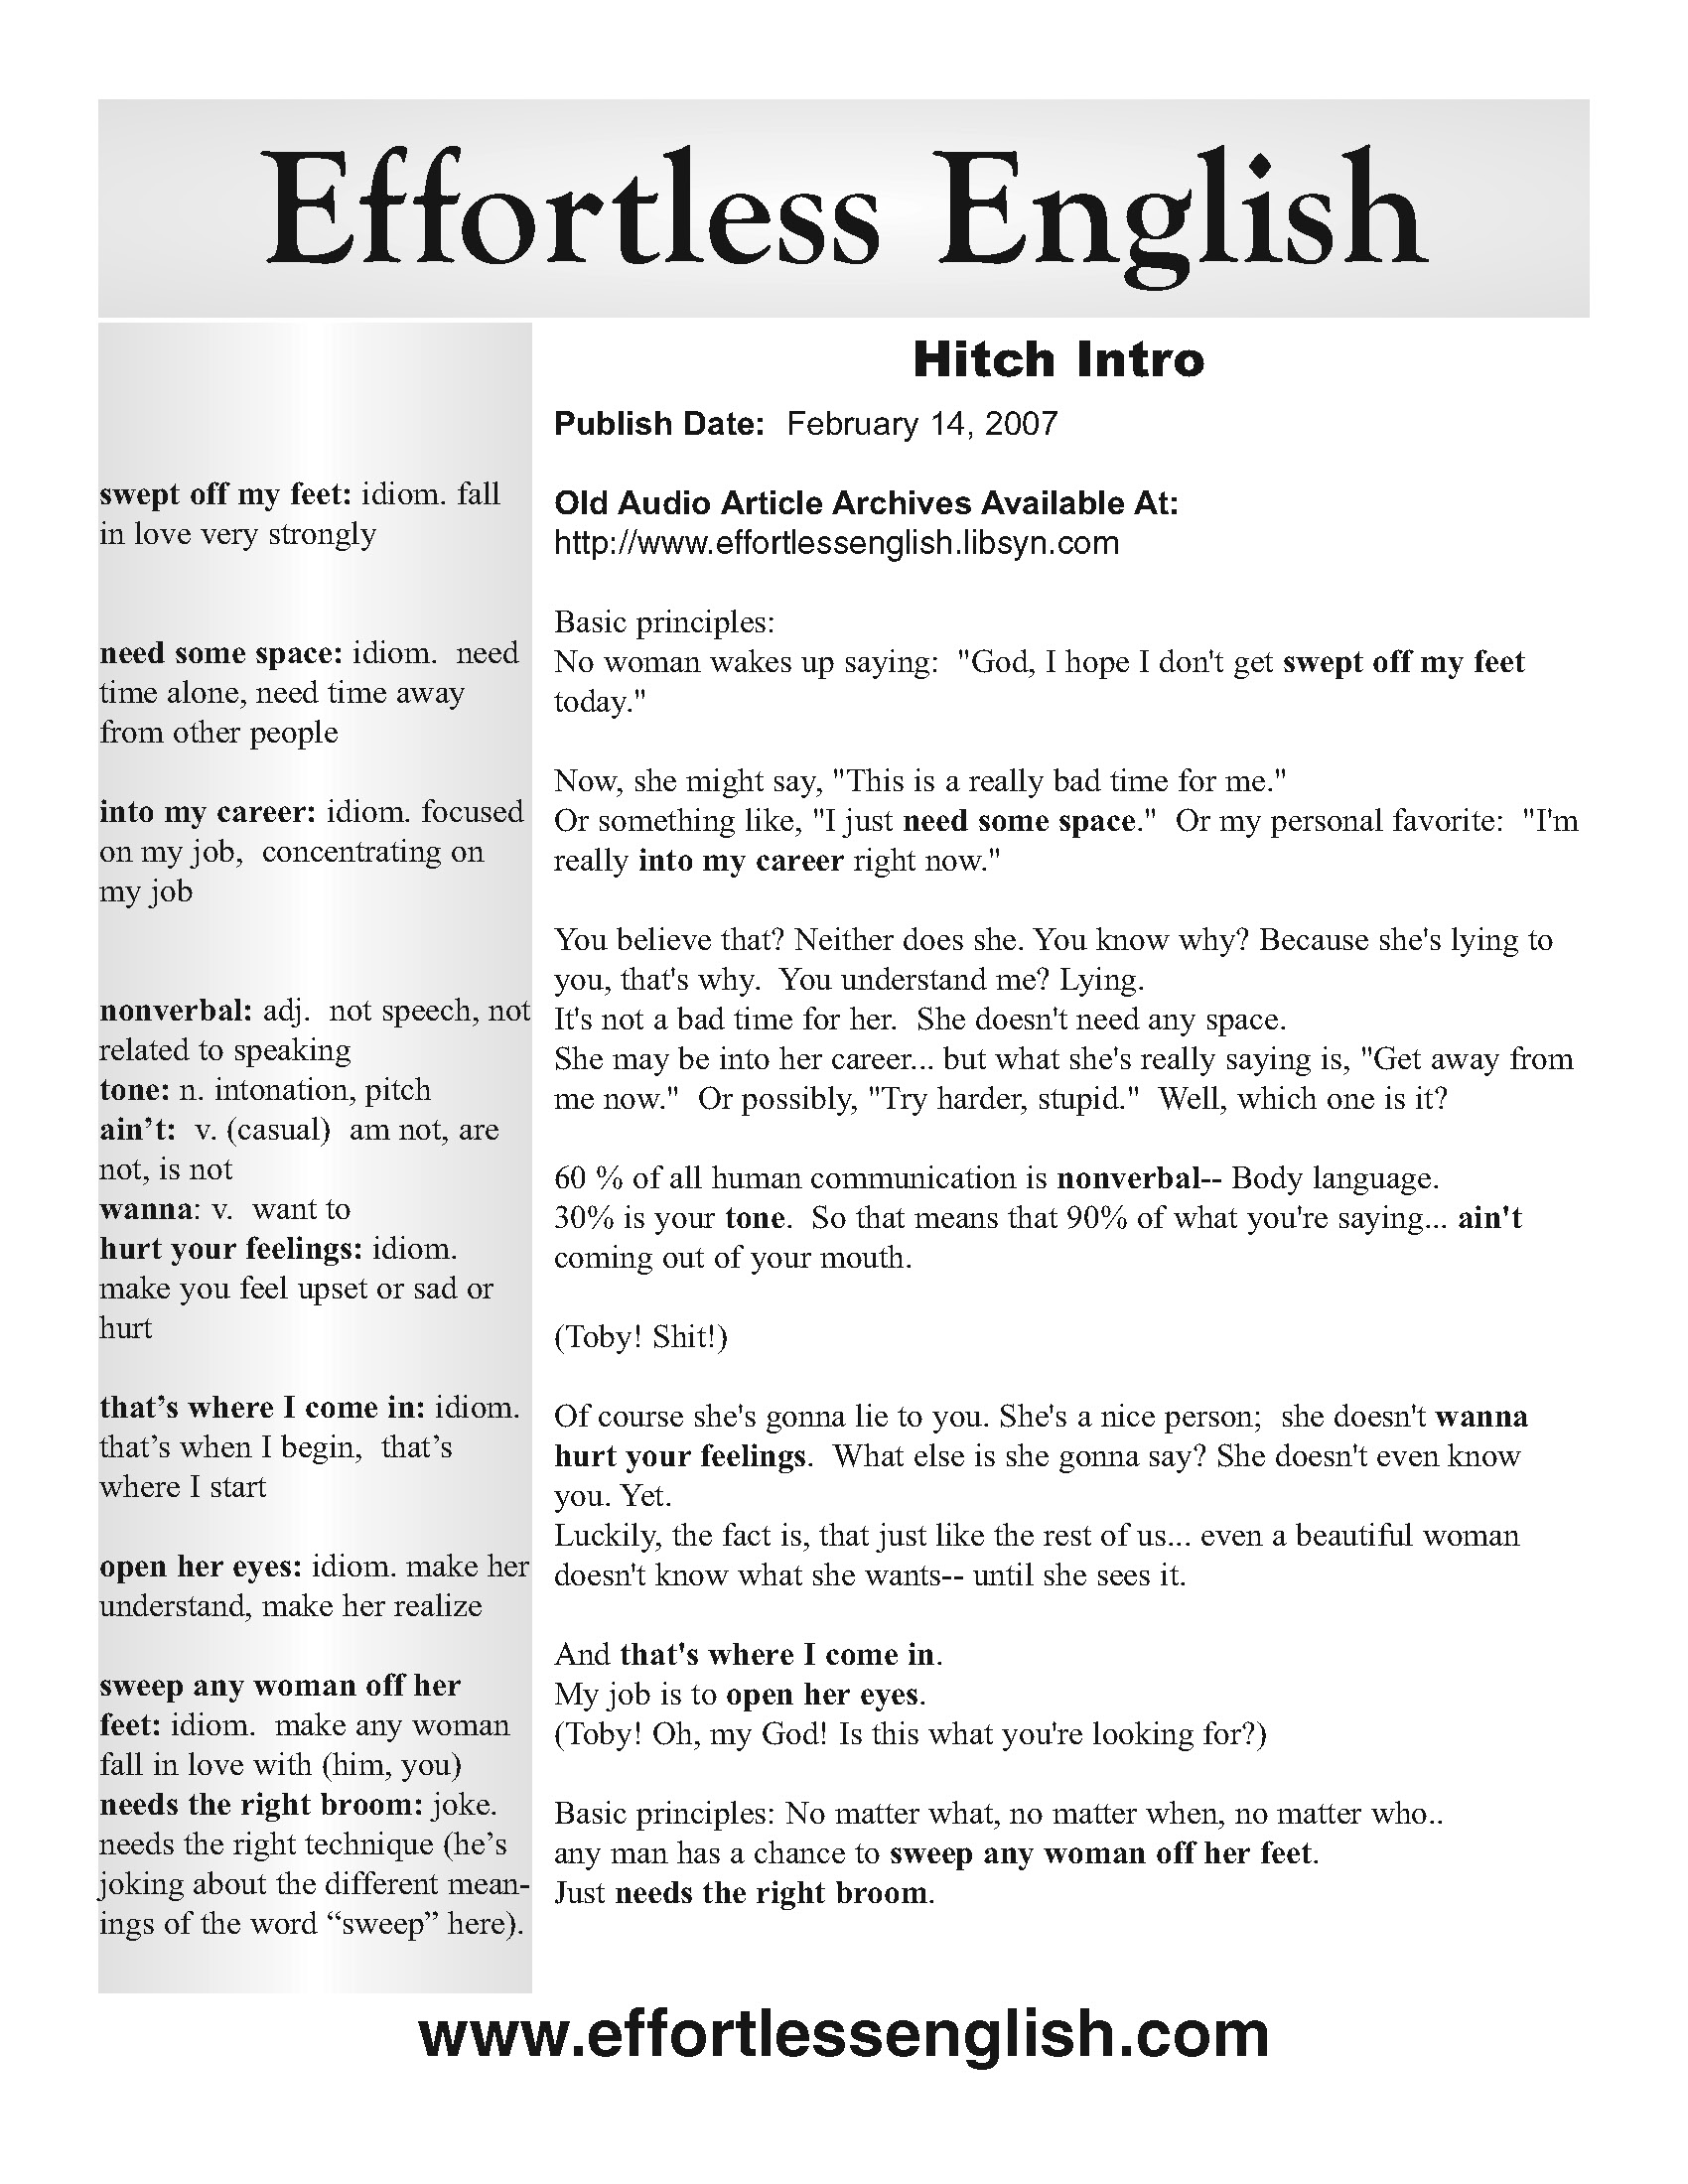 Effortless English
swept off my feet: idiom. fall
in love very strongly
need some space: idiom.  need
time alone, need time away
from other people
into my career: idiom. focused
on my job,  concentrating on
my job
nonverbal: adj.  not speech, not
related to speaking
tone: n. intonation, pitch
ain’t:  v. (casual)  am not, are
not, is not
wanna: v.  want to
hurt your feelings: idiom.
make you feel upset or sad or
hurt
that’s where I come in: idiom.
that’s when I begin,  that’s
where I start
open her eyes: idiom. make her
understand, make her realize
sweep any woman off her
feet: idiom.  make any woman
fall in love with (him, you)
needs the right broom: joke.
needs the right technique (he’s
joking about the different mean-
ings of the word “sweep” here).
Hitch Intro
Publish Date:  February 14, 2007
Old Audio Article Archives Available At:
http://www.effortlessenglish.libsyn.com
Basic principles:
No woman wakes up saying:  "God, I hope I don't get swept off my feet
today."
Now, she might say, "This is a really bad time for me."
Or something like, "I just need some space."  Or my personal favorite:  "I'm
really into my career right now."
You believe that? Neither does she. You know why? Because she's lying to
you, that's why.  You understand me? Lying.
It's not a bad time for her.  She doesn't need any space.
She may be into her career... but what she's really saying is, "Get away from
me now."  Or possibly, "Try harder, stupid."  Well, which one is it?
60 % of all human communication is nonverbal-- Body language.
30% is your tone.  So that means that 90% of what you're saying... ain't
coming out of your mouth.
(Toby! Shit!)
Of course she's gonna lie to you. She's a nice person;  she doesn't wanna
hurt your feelings.  What else is she gonna say? She doesn't even know
you. Yet.
Luckily, the fact is, that just like the rest of us... even a beautiful woman
doesn't know what she wants-- until she sees it.
And that's where I come in.
My job is to open her eyes.
(Toby! Oh, my God! Is this what you're looking for?)
Basic principles: No matter what, no matter when, no matter who..
any man has a chance to sweep any woman off her feet.
Just needs the right broom.
www.effortlessenglish.com